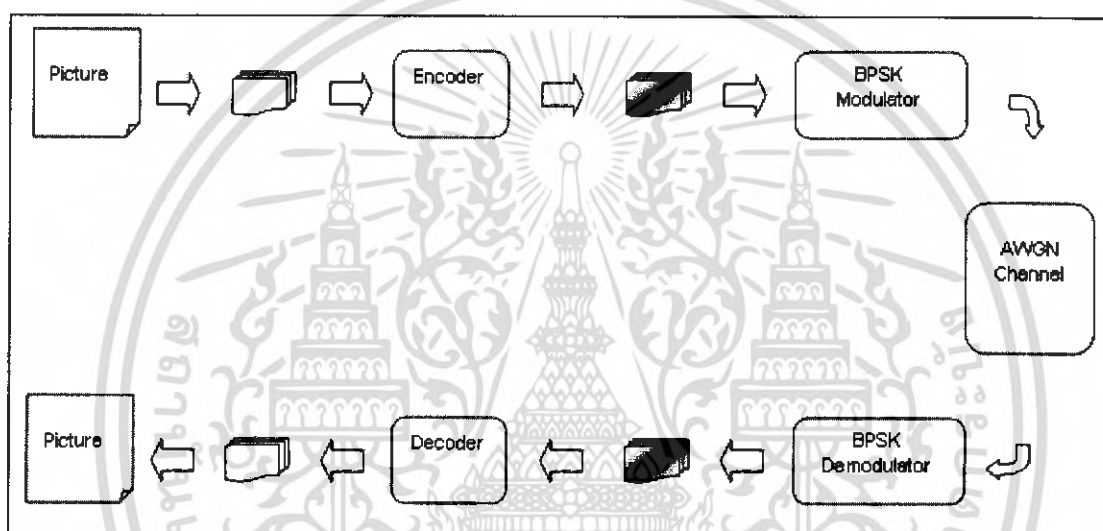 Picture
Encoder
BPSK
Modulator
AWGN
Channel
Picture
Decoder
BPSK
Demodulator